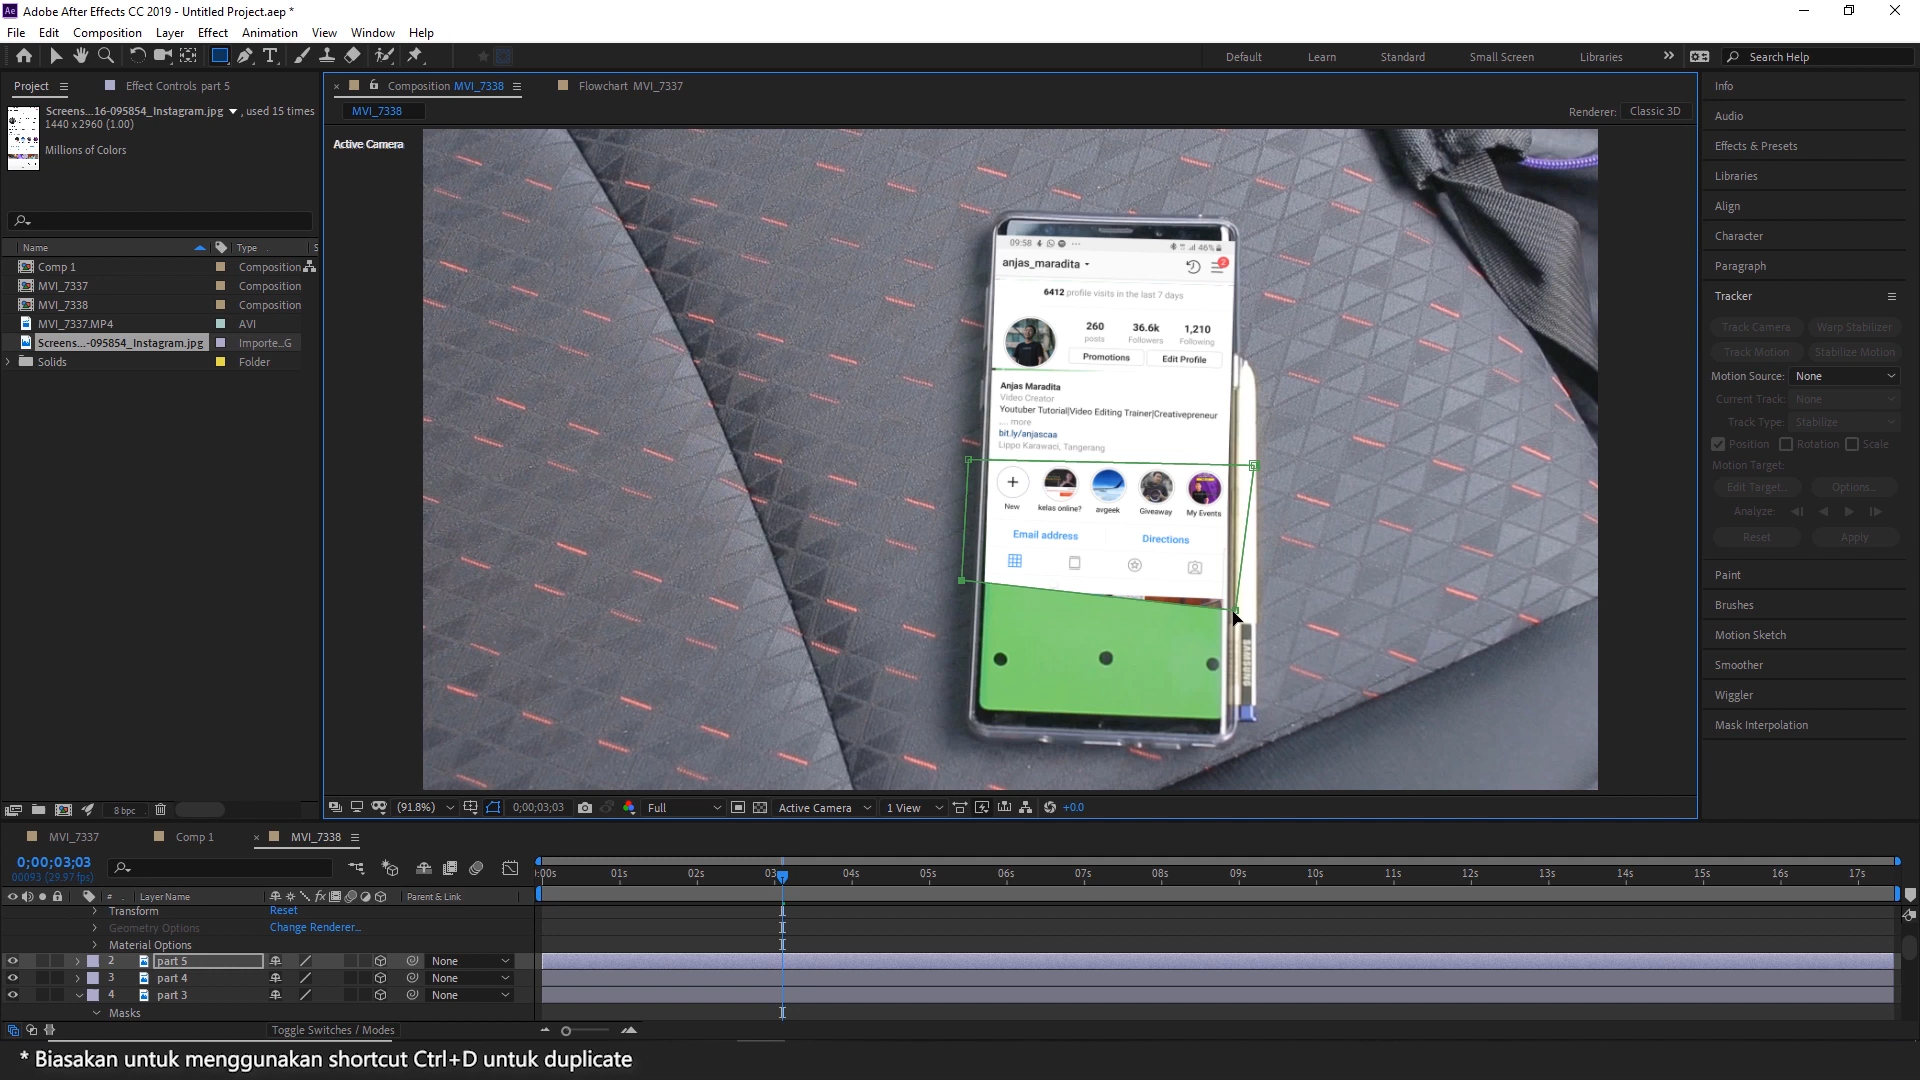 Adobe After Effects CC 2019 - Untitled Project.aep *
File Edit Composition Layer Effect Animation View Window Help
Default Learn Standard Small Screen Libraries Search Help
Project Effect Controls part 5
Screens...16-095854_Instagram.jpg , used 15 times
1440 x 2960 (1.00)
Millions of Colors
Name Type
Comp 1 Composition
MVI_7337 Composition
MVI_7338 Composition
MVI_7337.MP4 AVI
Screens...-095854_Instagram.jpg Importe...G
Solids Folder
8 bpc
Composition MVI_7338 Flowchart MVI_7337
MVI_7338
Renderer: Classic 3D
Active Camera
09:58 46%
anjas_maradita 2
6412 profile visits in the last 7 days
260 36.6k 1,210
posts Followers Following
Promotions Edit Profile
Anjas Maradita
Video Creator
Youtuber Tutorial|Video Editing Trainer|Creativepreneur
.... more
bit.ly/anjascaa
Lippo Karawaci, Tangerang
New kelas online? avgeek Giveaway My Events
Email address Directions
SAMSUNG
(91.8%) 0;00;03;03 Full Active Camera 1 View +0.0
Info
Audio
Effects & Presets
Libraries
Align
Character
Paragraph
Tracker
Track Camera Warp Stabilizer
Track Motion Stabilize Motion
Motion Source: None
Current Track: None
Track Type: Stabilize
Position Rotation Scale
Motion Target:
Edit Target... Options...
Analyze:
Reset Apply
Paint
Brushes
Motion Sketch
Smoother
Wiggler
Mask Interpolation
MVI_7337 Comp 1 MVI_7338
0;00;03;03
00093 (29.97 fps)
:00s 01s 02s 03s 04s 05s 06s 07s 08s 09s 10s 11s 12s 13s 14s 15s 16s 17s
# Layer Name Parent & Link
Transform Reset
Geometry Options Change Renderer...
Material Options
2 part 5 None
3 part 4 None
4 part 3 None
Masks
Toggle Switches / Modes
* Biasakan untuk menggunakan shortcut Ctrl+D untuk duplicate